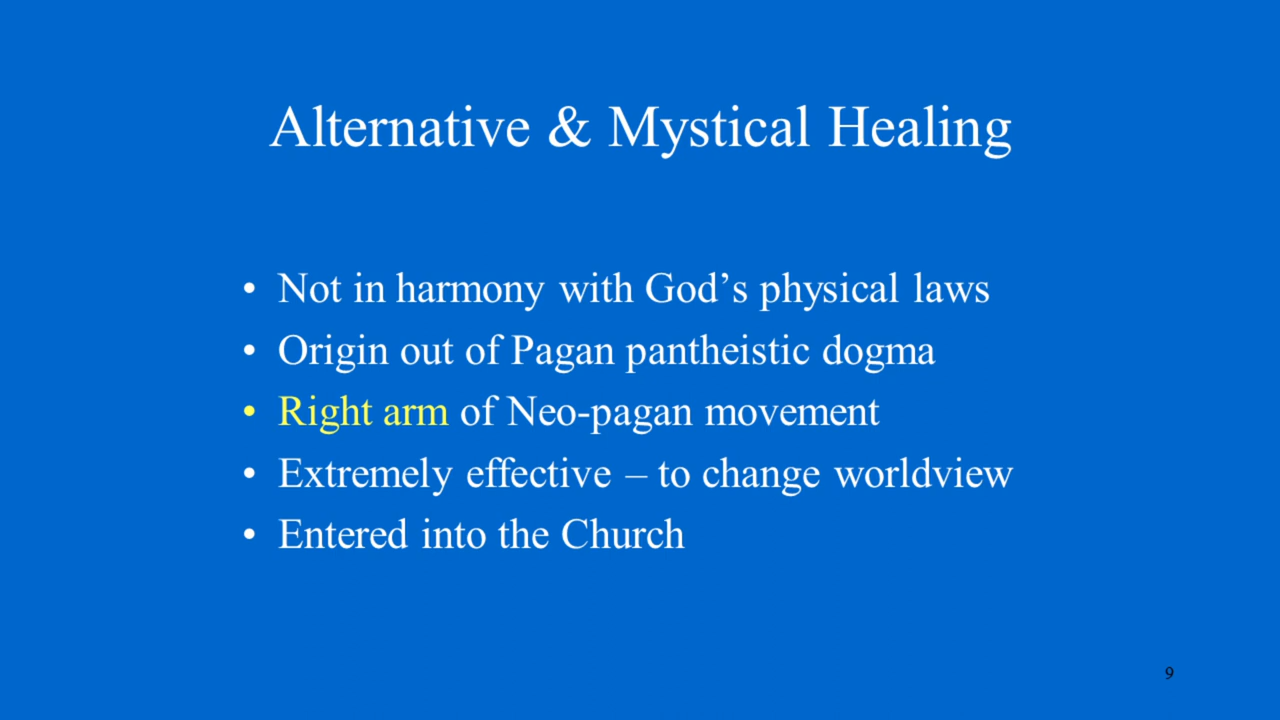 Alternative & Mystical Healing
• Not in harmony with God’s physical laws
• Origin out of Pagan pantheistic dogma
• Right arm of Neo-pagan movement
• Extremely effective – to change worldview
• Entered into the Church
9